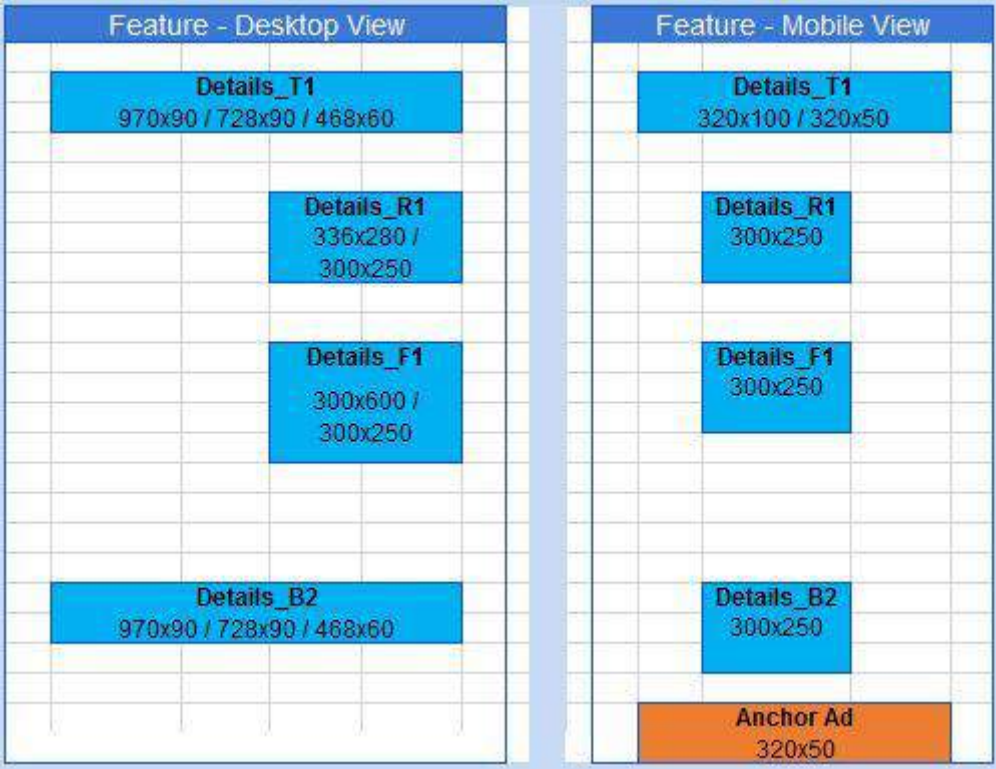 Feature - Desktop View
Details_T1
970x90 / 728x90 / 468x60
Details_R1
336x280 /
300x250
Details_F1
300x600 /
300x250
Details_B2
970x90 / 728x90 / 468x60
Feature - Mobile View
Details_T1
320x100 / 320x50
Details_R1
300x250
Details_F1
300x250
Details_B2
300x250
Anchor Ad
320x50